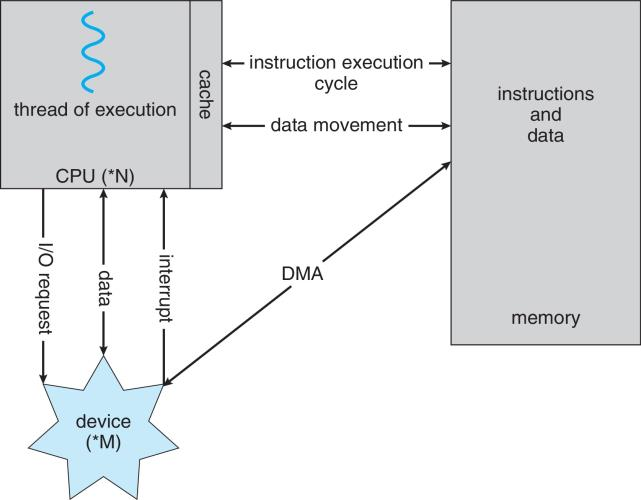 thread of execution
CPU (*N)
cache
instruction execution
cycle
data movement
instructions
and
data
memory
I/O request
data
interrupt
DMA
device
(*M)